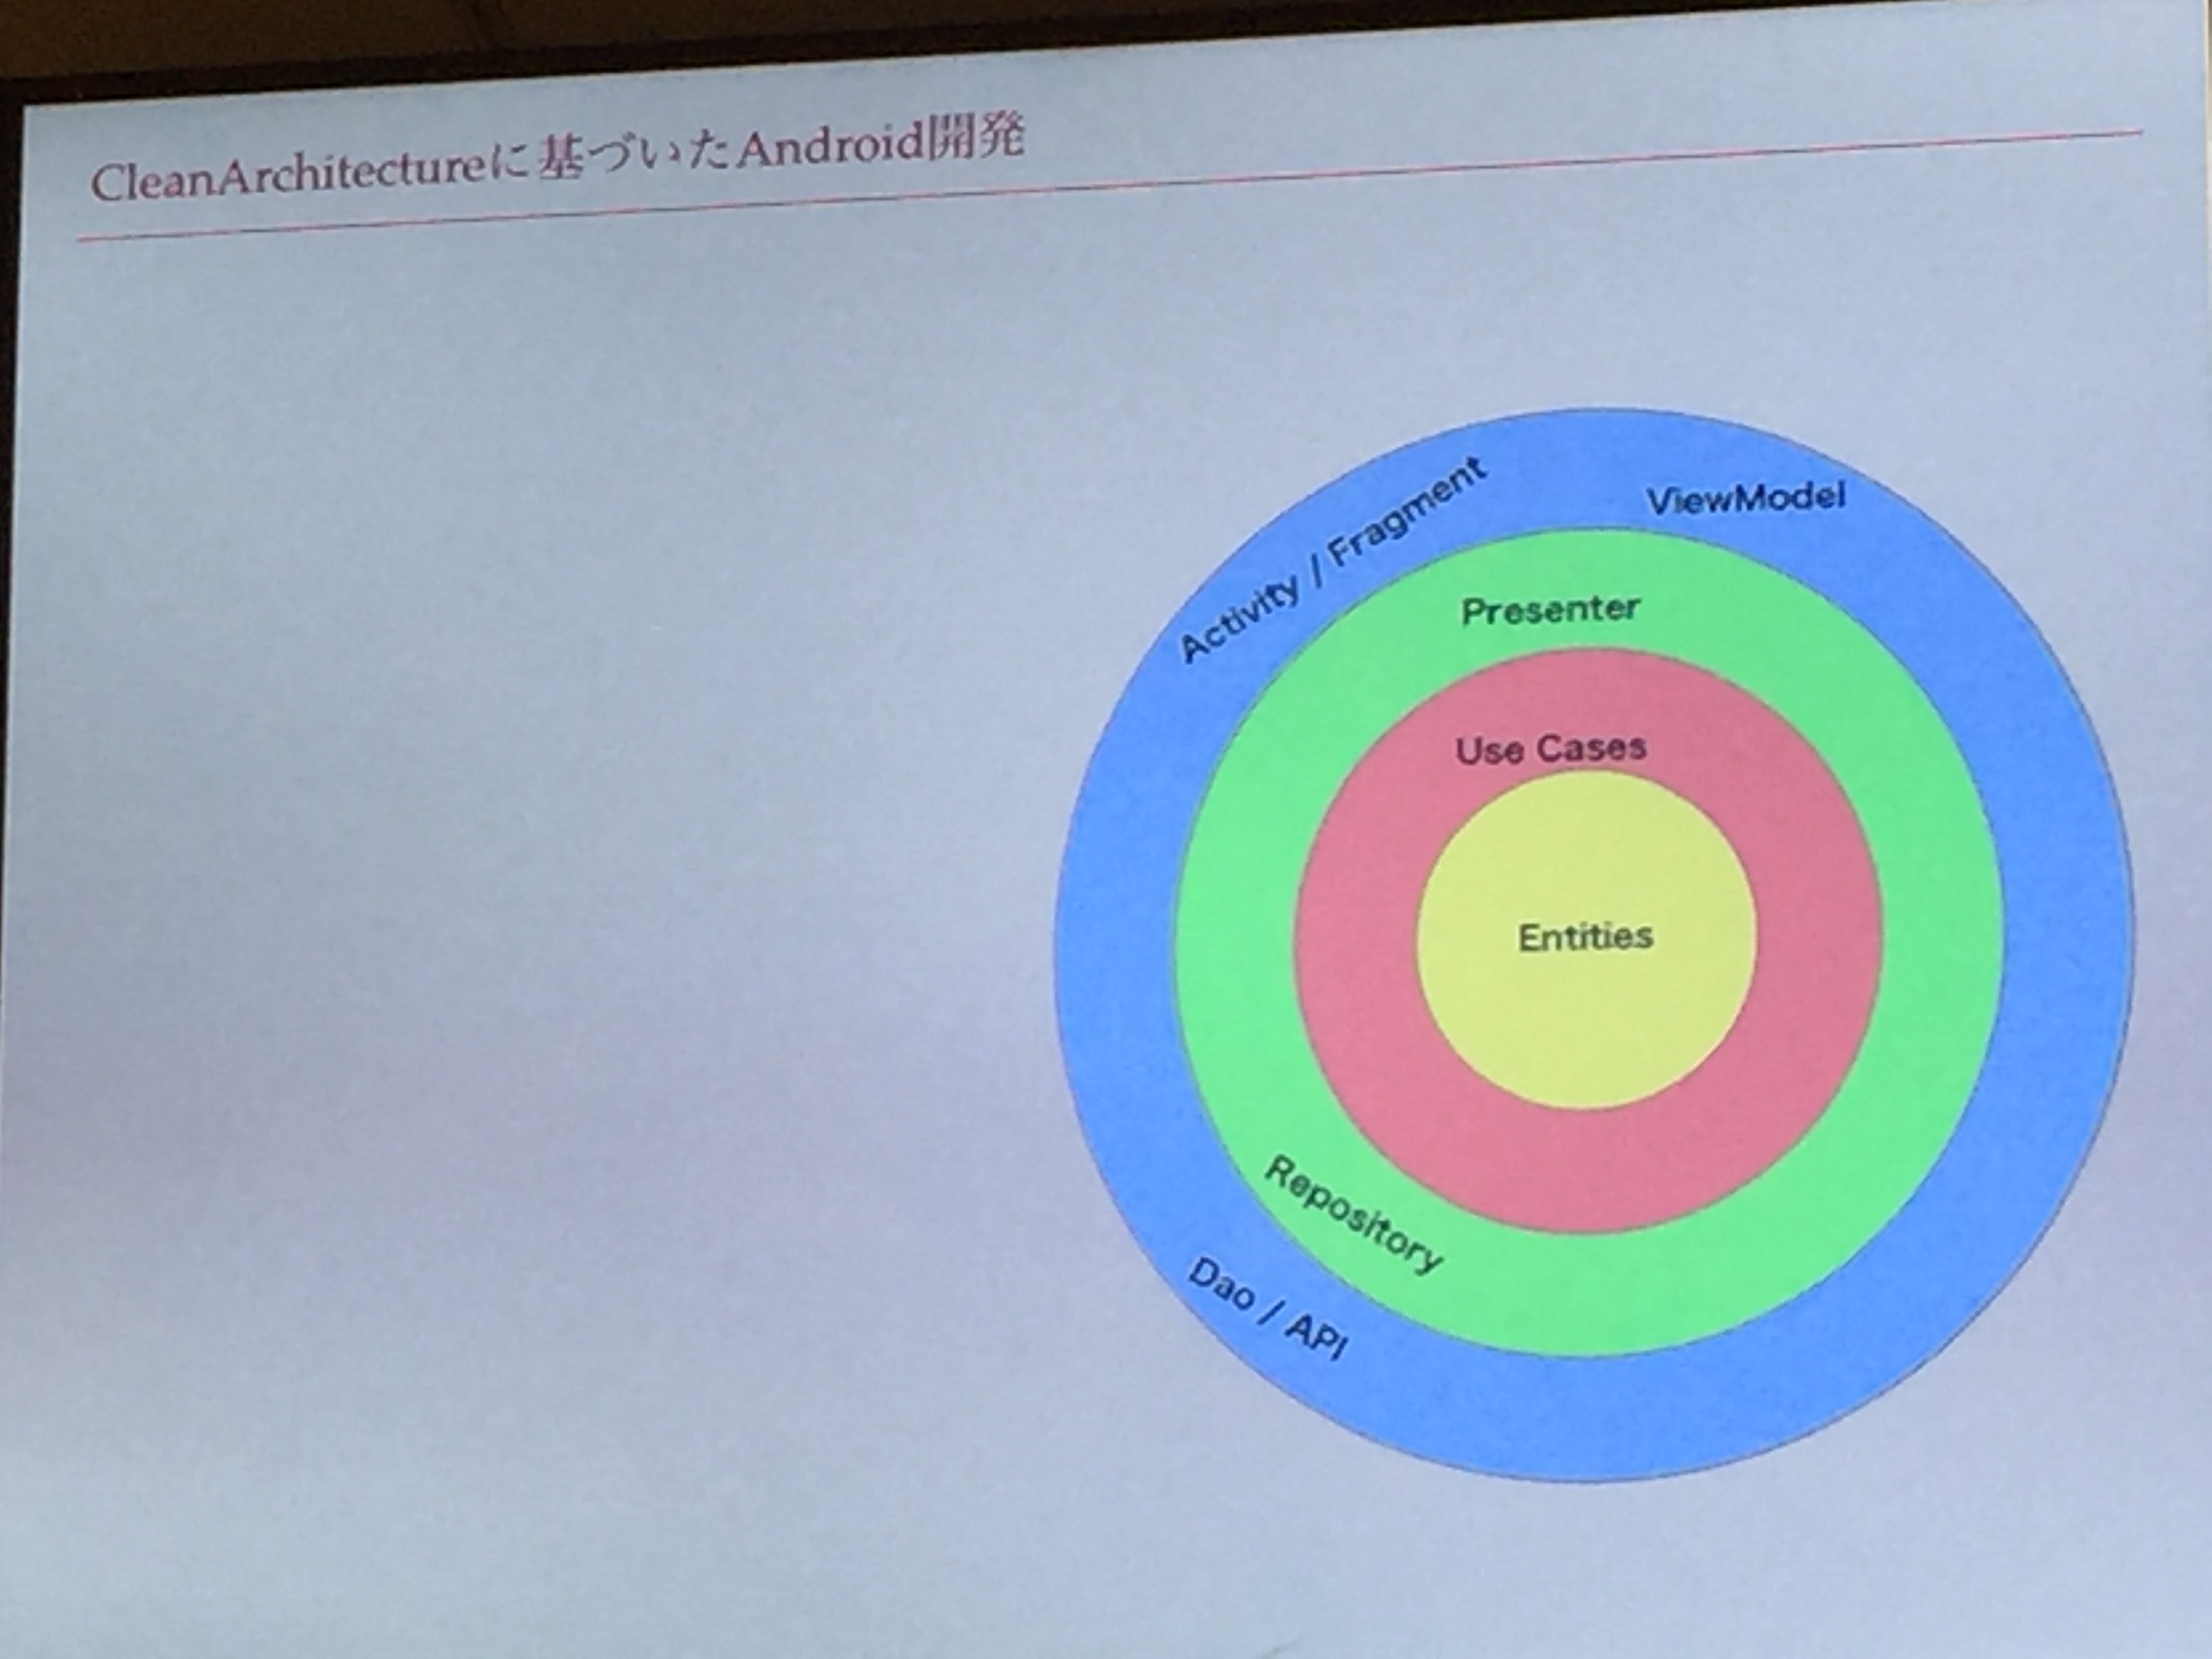 CleanArchitectureに基づいたAndroid開発
Activity / Fragment
ViewModel
Presenter
Use Cases
Entities
Repository
Dao / API